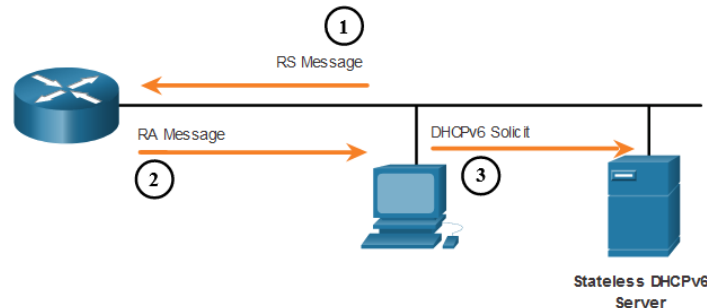 1
RS Message
RA Message
2
DHCPv6 Solicit
3
Stateless DHCPv6
Server